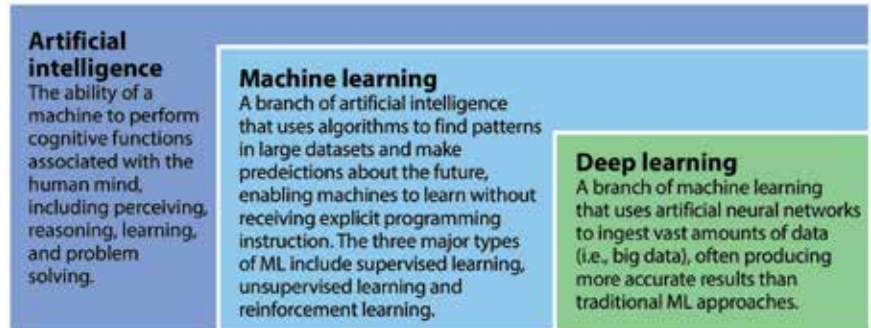 Artificial
intelligence
The ability of a
machine to perform
cognitive functions
associated with the
human mind,
including perceiving,
reasoning, learning,
and problem
solving.
Machine learning
A branch of artificial intelligence
that uses algorithms to find patterns
in large datasets and make
predeictions about the future,
enabling machines to learn without
receiving explicit programming
instruction. The three major types
of ML include supervised learning,
unsupervised learning and
reinforcement learning.
Deep learning
A branch of machine learning
that uses artificial neural networks
to ingest vast amounts of data
(i.e., big data), often producing
more accurate results than
traditional ML approaches.